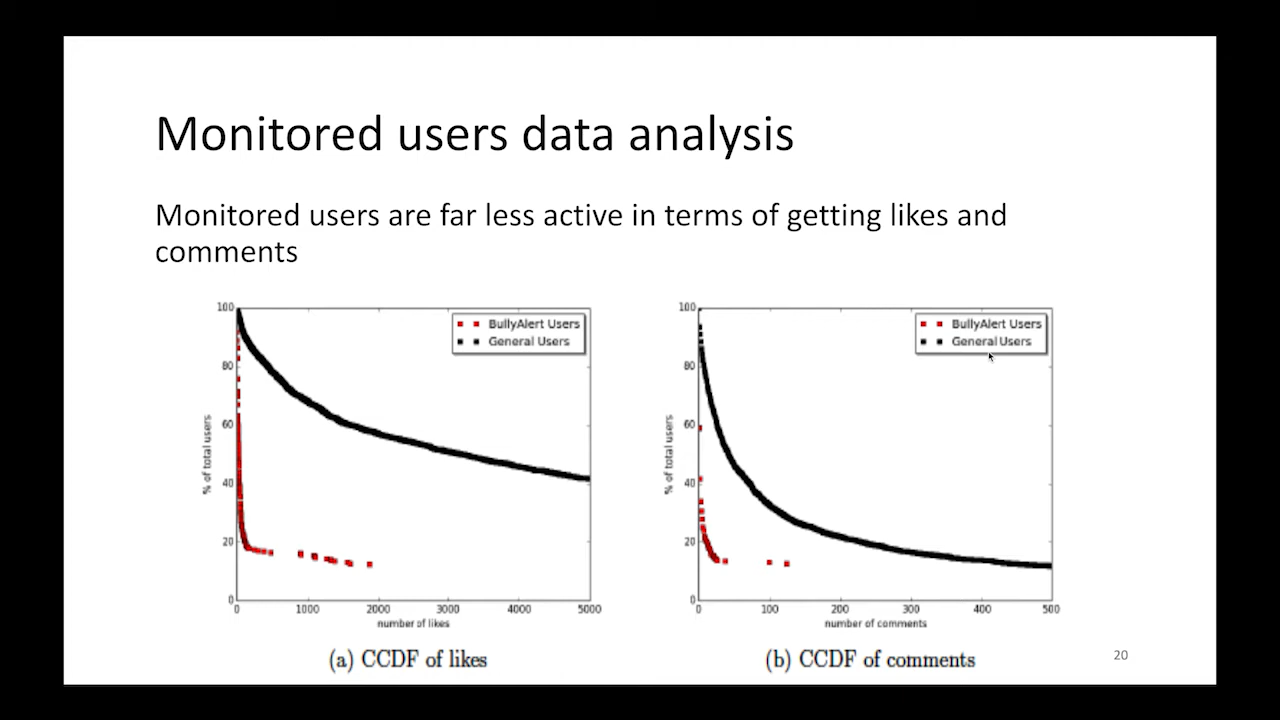 Monitored users data analysis
Monitored users are far less active in terms of getting likes and
comments
100
80
60
40
20
0
% of total users
BullyAlert Users
General Users
0 1000 2000 3000 4000 5000
number of likes
(a) CCDF of likes
100
80
60
40
20
0
% of total users
BullyAlert Users
General Users
0 100 200 300 400 500
number of comments
(b) CCDF of comments
20